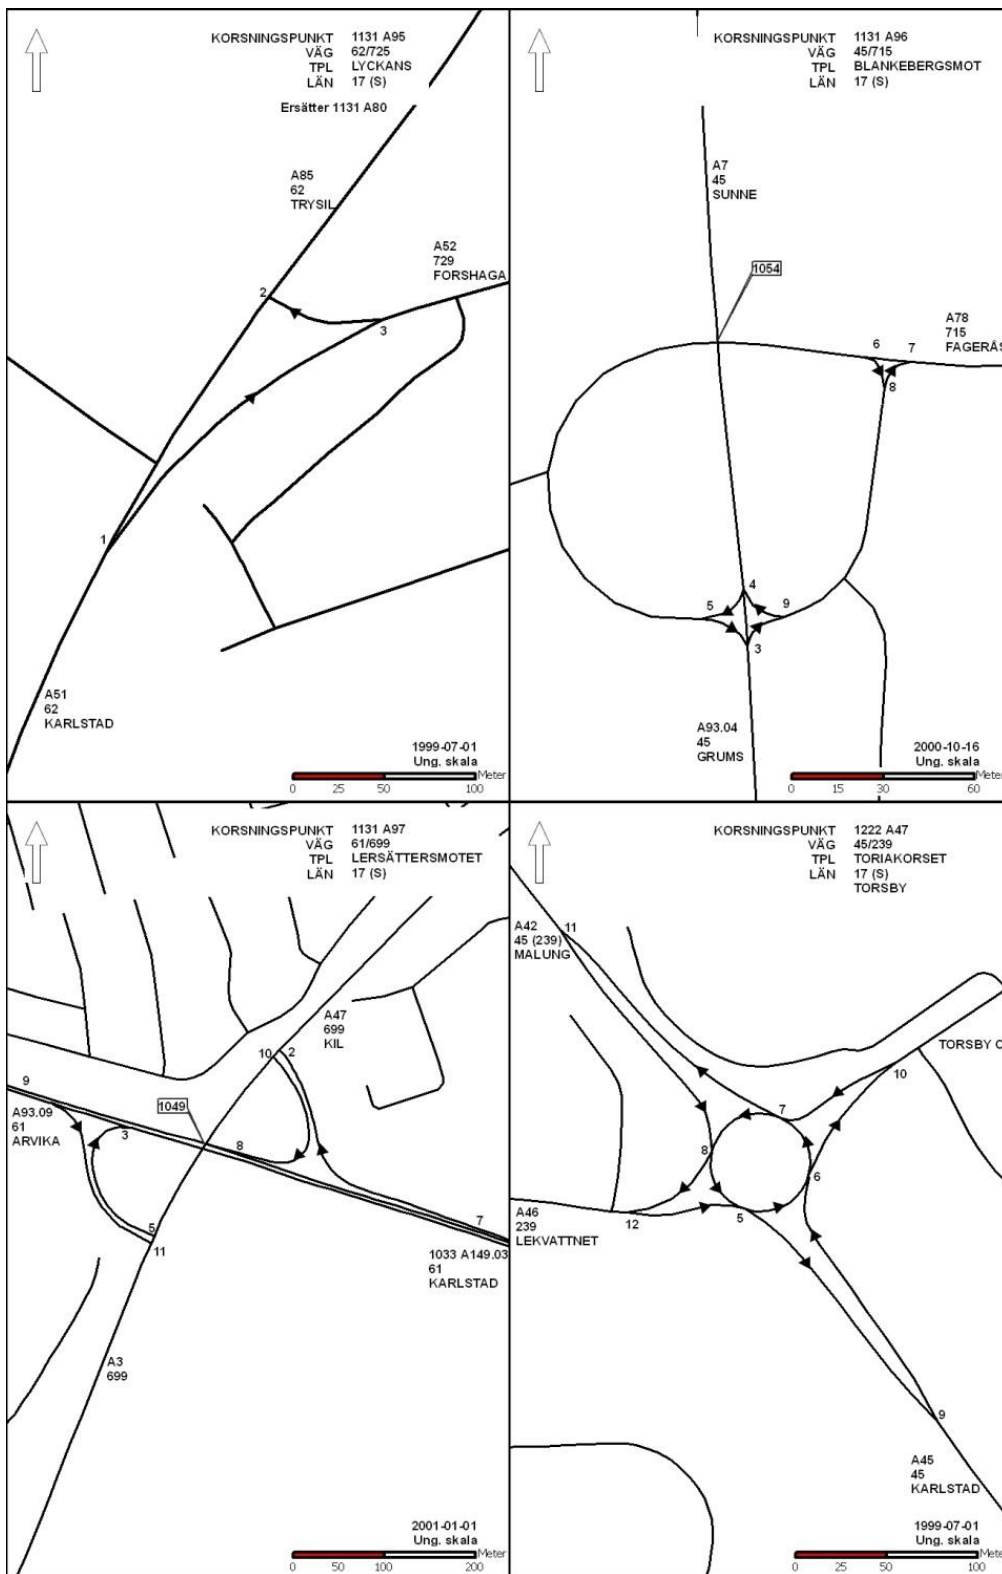 KORSNINGSPUNKT 1131 A95
VÄG 62/725
TPL LYCKANS
LÄN 17 (S)
Ersätter 1131 A80
A85
62
TRYSIL
A52
729
FORSHAGA
2
3
1
A51
62
KARLSTAD
1999-07-01
Ung. skala
Meter
0 25 50 100
KORSNINGSPUNKT 1131 A96
VÄG 45/715
TPL BLANKEBERGSMOT
LÄN 17 (S)
A7
45
SUNNE
1054
A78
715
FAGERÅS
6 7
8
4
5 9
3
A93.04
45
GRUMS
2000-10-16
Ung. skala
Meter
0 15 30 60
KORSNINGSPUNKT 1131 A97
VÄG 61/699
TPL LERSÄTTERSMOTET
LÄN 17 (S)
A47
699
KIL
10 2
9
1049
A93.09
61
ARVIKA
3
8
7
5
11
1033 A149.03
61
KARLSTAD
A3
699
2001-01-01
Ung. skala
Meter
0 50 100 200
KORSNINGSPUNKT 1222 A47
VÄG 45/239
TPL TORIAKORSET
LÄN 17 (S)
TORSBY
11
A42
45 (239)
MALUNG
TORSBY C
10
7
8
6
A46
239
LEKVATTNET
12
5
9
A45
45
KARLSTAD
1999-07-01
Ung. skala
Meter
0 25 50 100